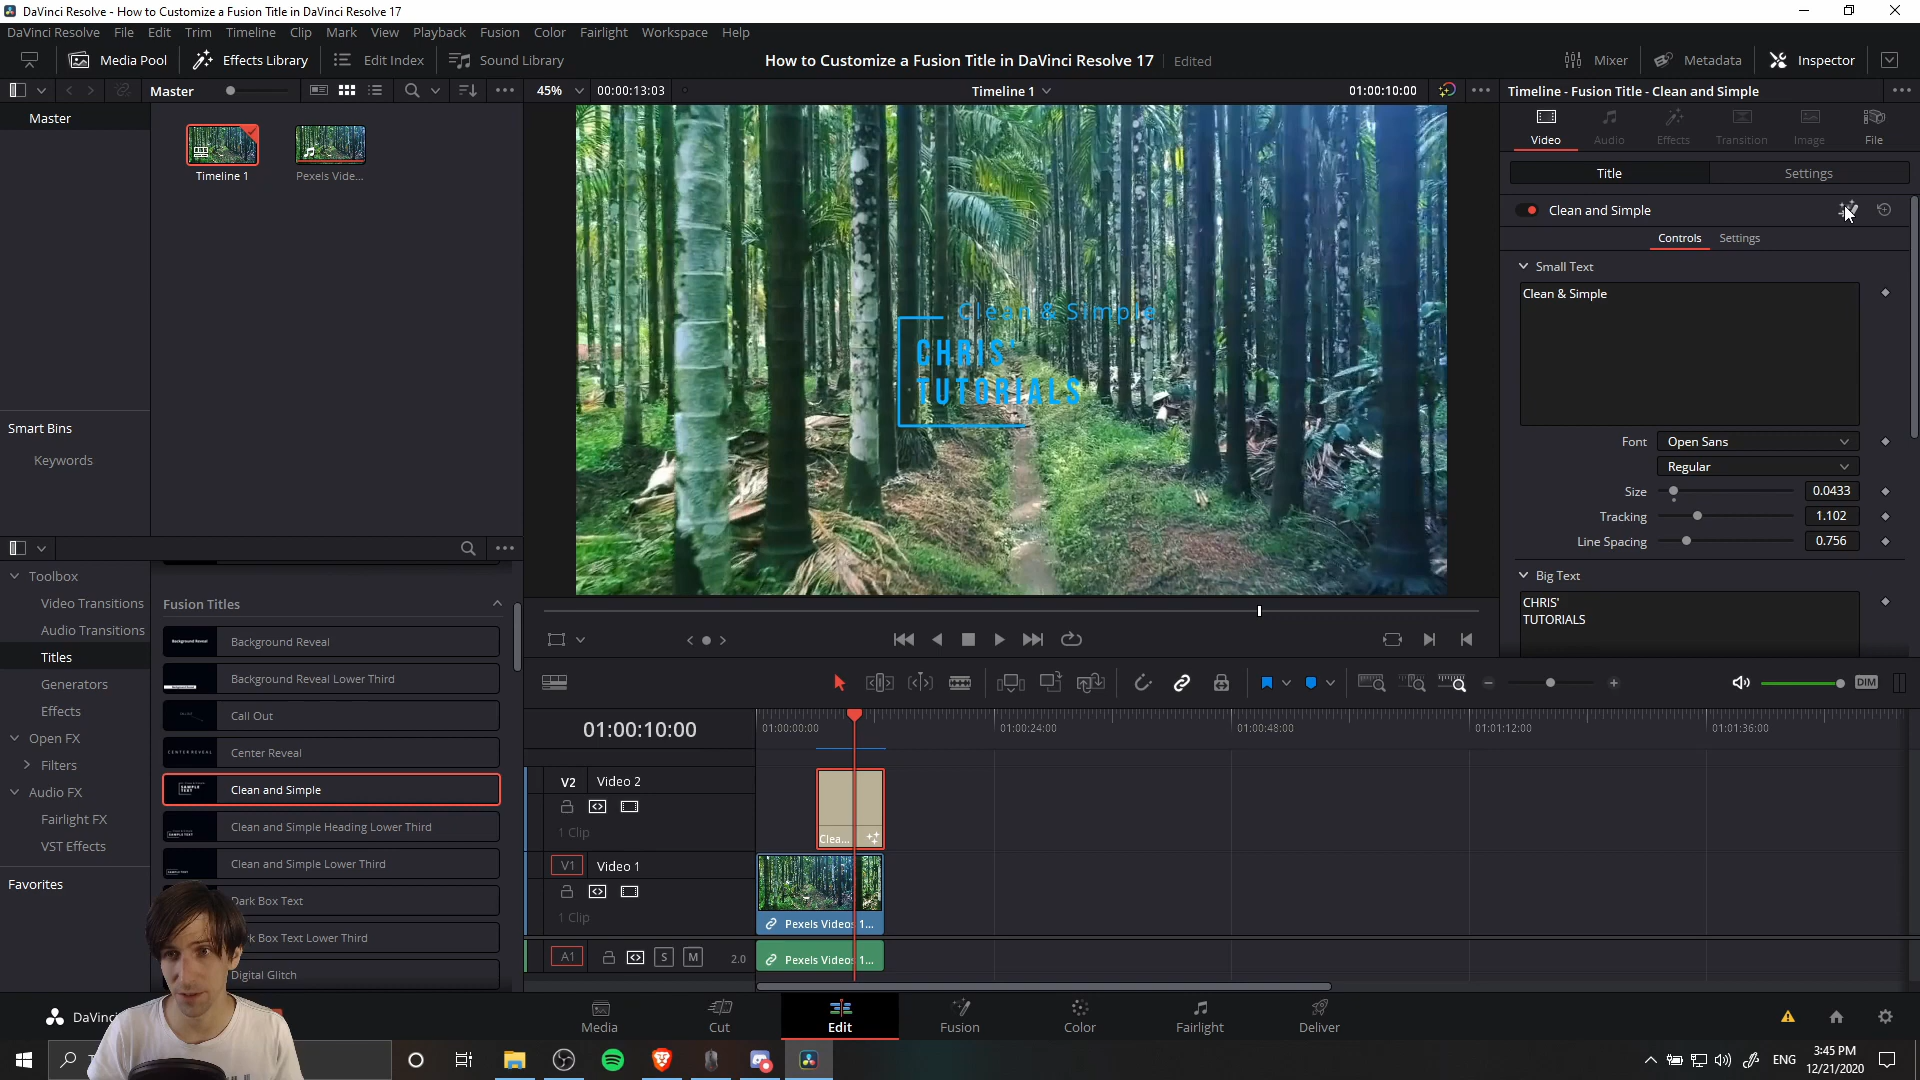 DaVinci Resolve - How to Customize a Fusion Title in DaVinci Resolve 17
DaVinci Resolve File Edit Trim Timeline Clip Mark View Playback Fusion Color Fairlight Workspace Help
Media Pool Effects Library Edit Index Sound Library How to Customize a Fusion Title in DaVinci Resolve 17 Edited Mixer Metadata Inspector
Master 45% 00:00:13:03 Timeline 1 01:00:10:00 Timeline - Fusion Title - Clean and Simple
Master
Timeline 1 Pexels Vide...
Smart Bins
Keywords
Clean & Simple
CHRIS'
TUTORIALS
Video Audio Effects Transition Image File
Title Settings
Clean and Simple
Controls Settings
Small Text
Clean & Simple
Font Open Sans
Regular
Size 0.0433
Tracking 1.102
Line Spacing 0.756
Big Text
CHRIS'
TUTORIALS
Toolbox
Video Transitions
Audio Transitions
Titles
Generators
Effects
Open FX
Filters
Audio FX
Fairlight FX
VST Effects
Favorites
Fusion Titles
Background Reveal
Background Reveal Lower Third
Call Out
Center Reveal
Clean and Simple
Clean and Simple Heading Lower Third
Clean and Simple Lower Third
Dark Box Text
rk Box Text Lower Third
Digital Glitch
DIM
01:00:10:00 01:00:00:00 01:00:24:00 01:00:48:00 01:01:12:00 01:01:36:00
V2 Video 2
1 Clip
Clea...
V1 Video 1
1 Clip
Pexels Videos 1...
A1 S M 2.0 Pexels Videos 1...
DaVinci
Media Cut Edit Fusion Color Fairlight Deliver
ENG 3:45 PM
12/21/2020